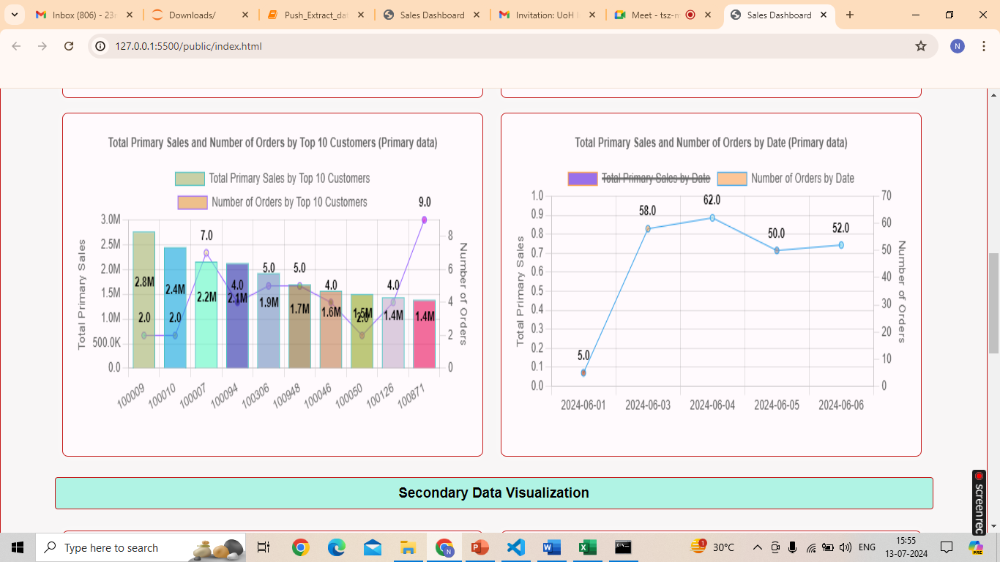 Inbox (806) - 23
Downloads/
Push_Extract_da
Sales Dashboard
Invitation: UoH
Meet - tsz-m
Sales Dashboard
127.0.0.1:5500/public/index.html
N
Total Primary Sales and Number of Orders by Top 10 Customers (Primary data)
Total Primary Sales by Top 10 Customers
Number of Orders by Top 10 Customers
Total Primary Sales
3.0M
2.5M
2.0M
1.5M
1.0M
500.0K
0.0
2.8M
2.4M
2.2M
2.1M
1.9M
1.7M
1.6M
1.5M
1.4M
1.4M
2.0
2.0
7.0
4.0
5.0
5.0
4.0
2.0
4.0
9.0
8
6
4
2
0
Number of Orders
100009
100010
100007
100094
100306
100948
100046
100050
100126
100871
Total Primary Sales and Number of Orders by Date (Primary data)
Total Primary Sales by Date
Number of Orders by Date
Total Primary Sales
1.0
0.9
0.8
0.7
0.6
0.5
0.4
0.3
0.2
0.1
0.0
5.0
58.0
62.0
50.0
52.0
70
60
50
40
30
20
10
0
Number of Orders
2024-06-01
2024-06-03
2024-06-04
2024-06-05
2024-06-06
Secondary Data Visualization
screen rec
Type here to search
1
30°C
ENG
15:55
13-07-2024
PRE